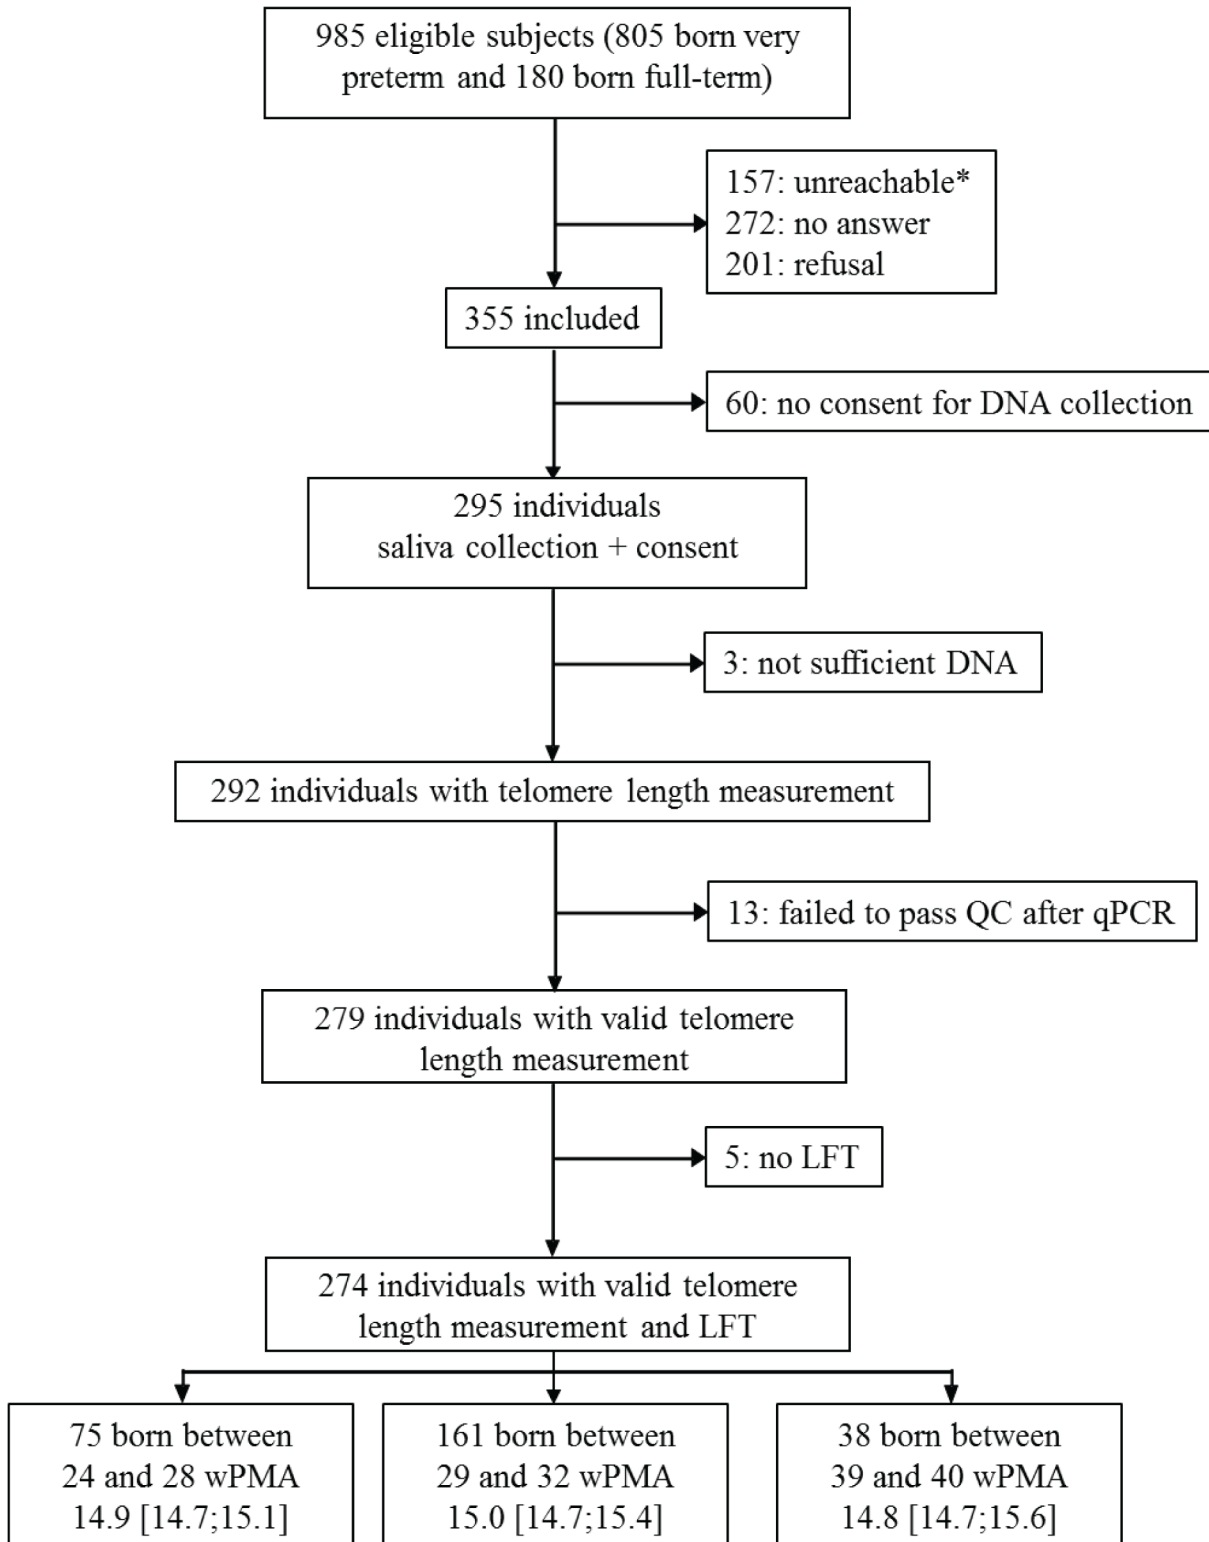 985 eligible subjects (805 born very
preterm and 180 born full-term)
157: unreachable*
272: no answer
201: refusal
355 included
60: no consent for DNA collection
295 individuals
saliva collection + consent
3: not sufficient DNA
292 individuals with telomere length measurement
13: failed to pass QC after qPCR
279 individuals with valid telomere
length measurement
5: no LFT
274 individuals with valid telomere
length measurement and LFT
75 born between
24 and 28 wPMA
14.9 [14.7;15.1]
161 born between
29 and 32 wPMA
15.0 [14.7;15.4]
38 born between
39 and 40 wPMA
14.8 [14.7;15.6]